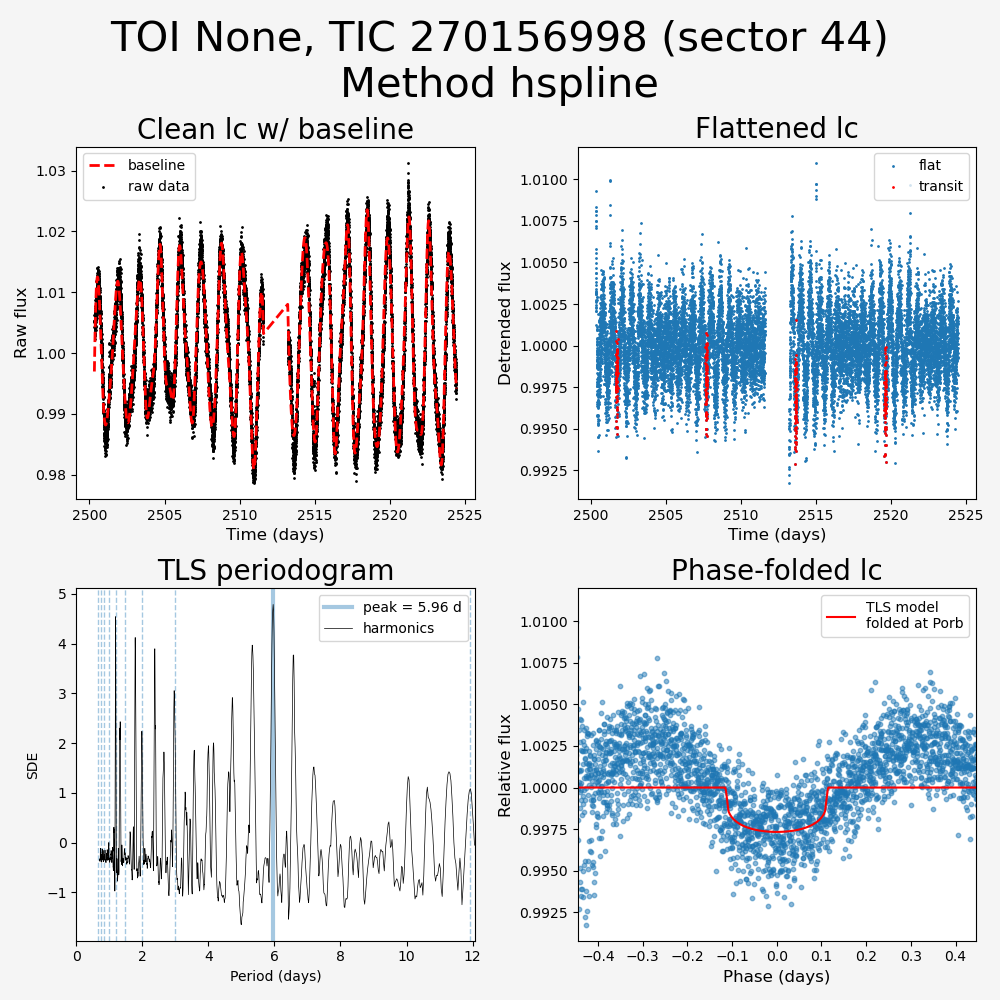 TOI None, TIC 270156998 (sector 44)
Method hspline
Clean lc w/ baseline
baseline
raw data
Raw flux
1.03
1.02
1.01
1.00
0.99
0.98
2500
2505
2510
2515
2520
2525
Time (days)
Flattened lc
flat
transit
Detrended flux
1.0100
1.0075
1.0050
1.0025
1.0000
0.9975
0.9950
0.9925
2500
2505
2510
2515
2520
2525
Time (days)
TLS periodogram
peak = 5.96 d
harmonics
SDE
5
4
3
2
1
0
−1
0
2
4
6
8
10
12
Period (days)
Phase-folded lc
TLS model
folded at Porb
Relative flux
1.0100
1.0075
1.0050
1.0025
1.0000
0.9975
0.9950
0.9925
−0.4
−0.3
−0.2
−0.1
0.0
0.1
0.2
0.3
0.4
Phase (days)